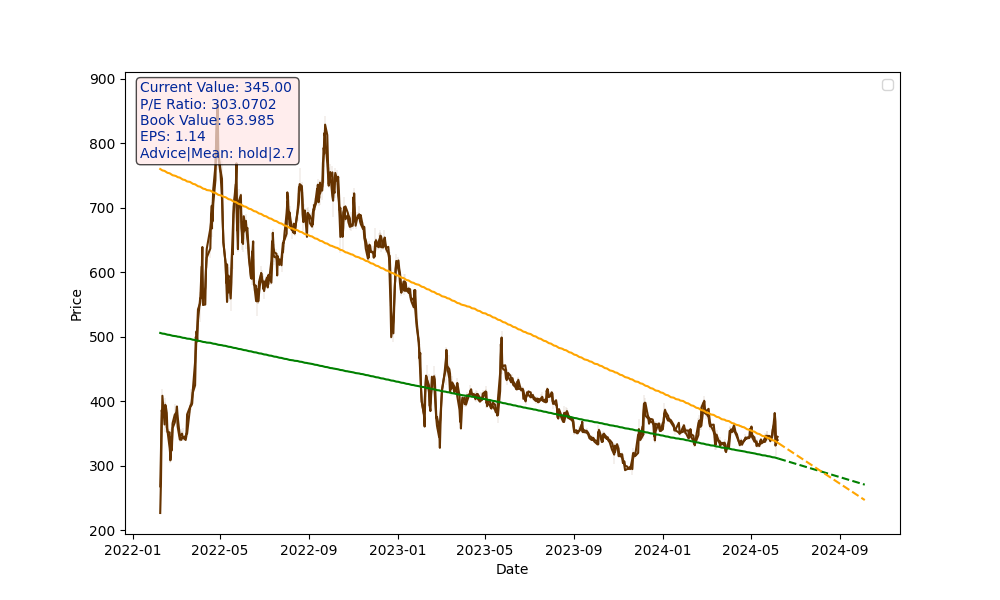 Current Value: 345.00
P/E Ratio: 303.0702
Book Value: 63.985
EPS: 1.14
Advice|Mean: hold|2.7
900
800
700
600
500
400
300
200
Price
2022-01 2022-05 2022-09 2023-01 2023-05 2023-09 2024-01 2024-05 2024-09
Date